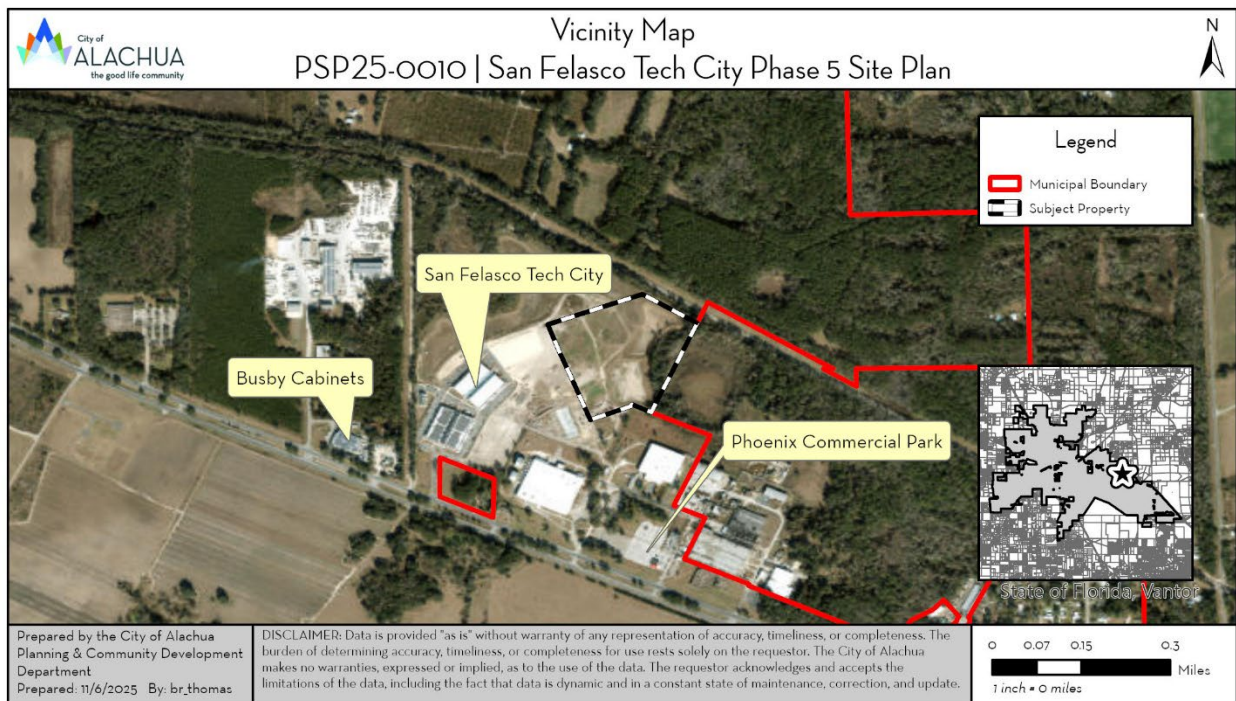 City of
ALACHUA
the good life community
Vicinity Map
PSP25-0010 | San Felasco Tech City Phase 5 Site Plan
N
Legend
Municipal Boundary
Subject Property
San Felasco Tech City
Busby Cabinets
Phoenix Commercial Park
State of Florida, Vantor
Prepared by the City of Alachua
Planning & Community Development
Department
Prepared: 11/6/2025 By: br_thomas
DISCLAIMER: Data is provided "as is" without warranty of any representation of accuracy, timeliness, or completeness. The
burden of determining accuracy, timeliness, or completeness for use rests solely on the requestor. The City of Alachua
makes no warranties, expressed or implied, as to the use of the data. The requestor acknowledges and accepts the
limitations of the data, including the fact that data is dynamic and in a constant state of maintenance, correction, and update.
0 0.07 0.15 0.3
Miles
1 inch = 0 miles